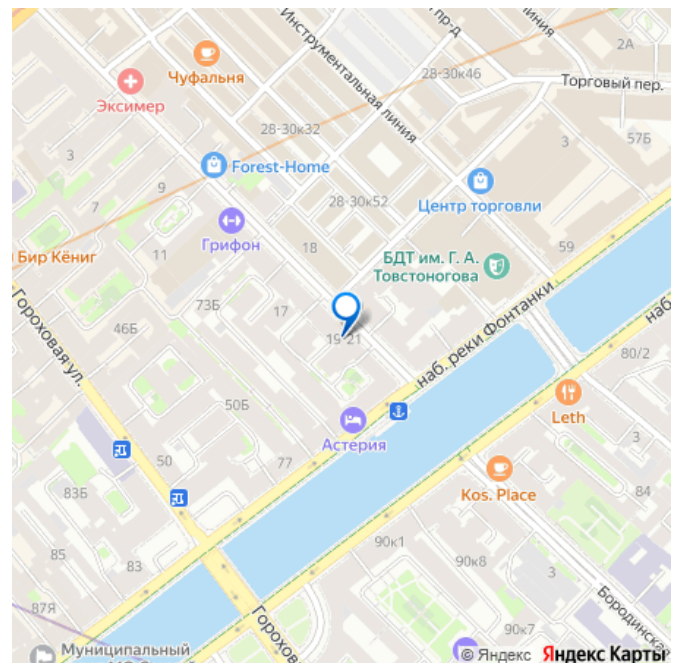 пр-д
линия
2А
Чуфальня
Инструментальная линия
28-30к46
Торговый пер.
Эксимер
28-30к32
3
57Б
3
Forest-Home
9
28-30к52
7
Центр торговли
Грифон
18
БДТ им. Г. А.
Товстоногова
59
Бир Кёниг
11
73Б
17
наб. реки Фонтанки
наб
Гороховая ул.
46Б
19-21
80/2
50Б
Leth
Астерия
50
77
Kos. Place
83Б
84
85
83
90к1
90к8
3
87Я
Горохов
Бородинска
90к7
Муниципальный
© Яндекс Яндекс Карты